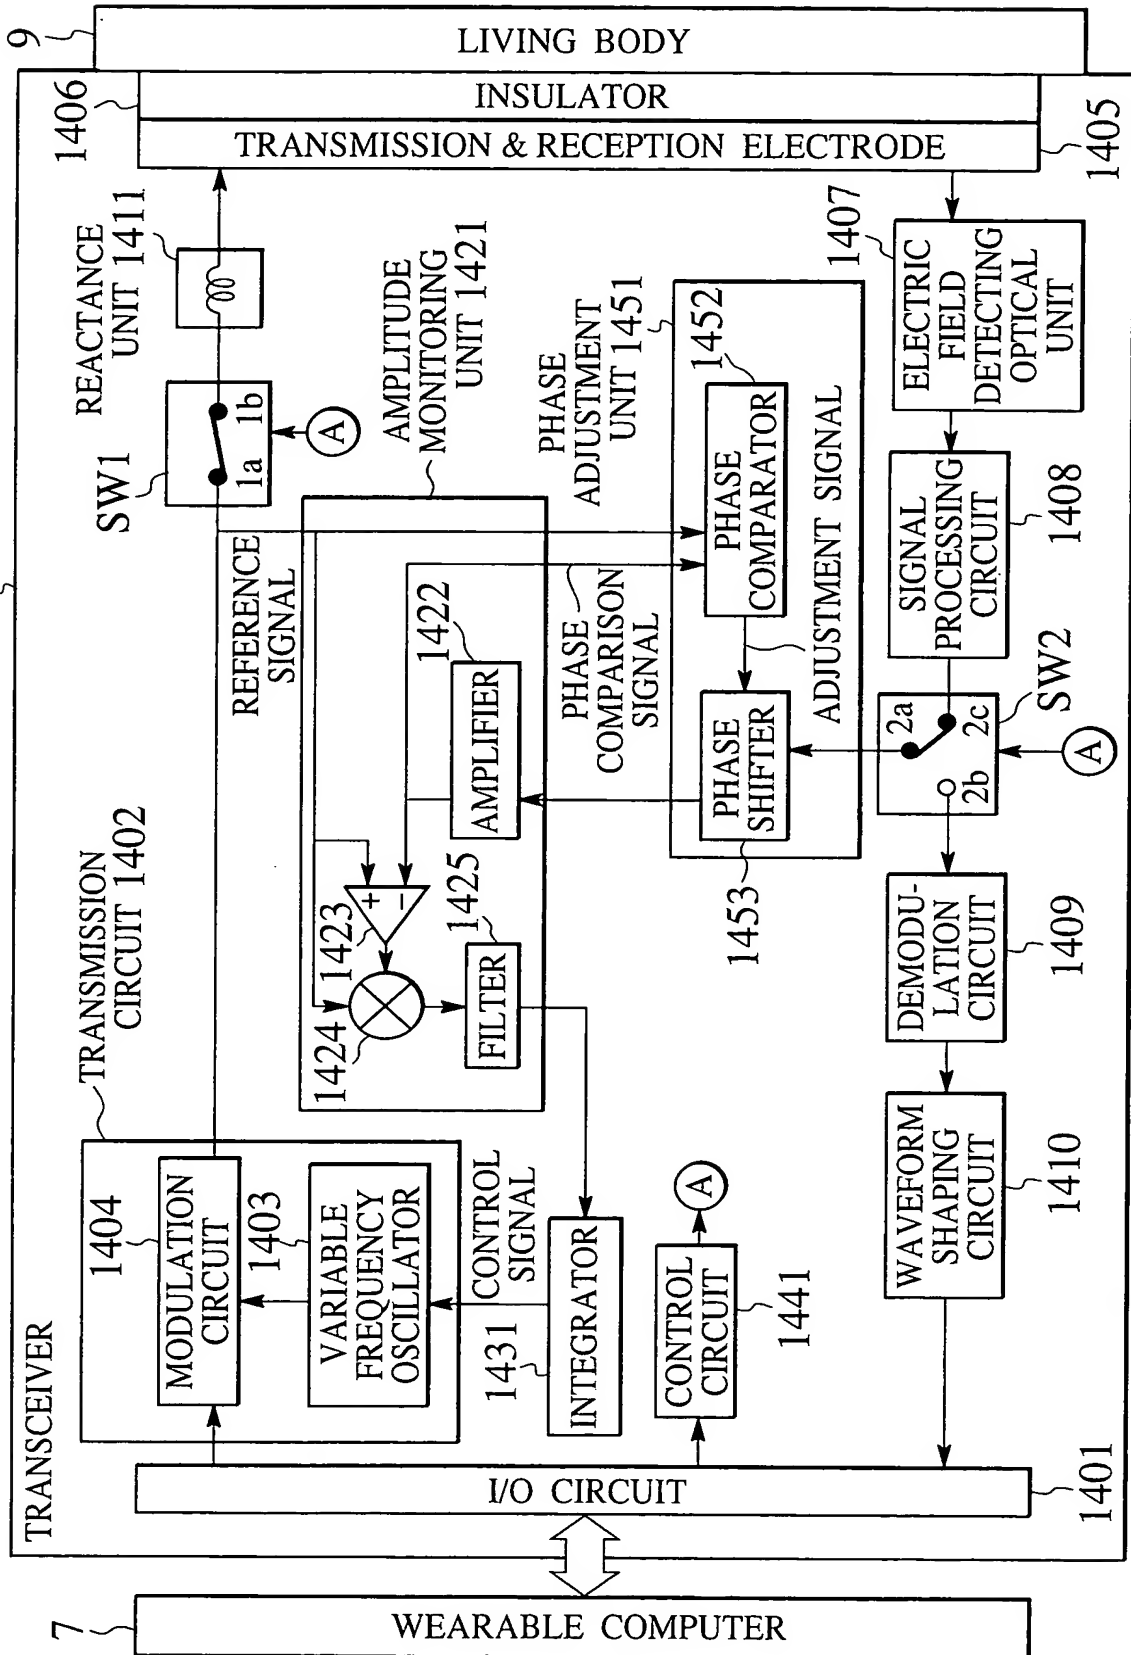 TRANSCEIVER
TRANSMISSION
CIRCUIT 1402
1404
MODULATION
CIRCUIT
1403
VARIABLE
FREQUENCY
OSCILLATOR
CONTROL
SIGNAL
1431
INTEGRATOR
CONTROL
CIRCUIT
1441
A
WAVEFORM
SHAPING
CIRCUIT
1410
I/O CIRCUIT
1401
7
WEARABLE COMPUTER
REFERENCE
SIGNAL
SW1
1a
1b
A
REACTANCE
UNIT 1411
1406
9
LIVING BODY
INSULATOR
TRANSMISSION & RECEPTION ELECTRODE
1405
AMPLITUDE
MONITORING
UNIT 1421
1422
AMPLIFIER
1423
+
−
1424
1425
FILTER
PHASE
ADJUSTMENT
UNIT 1451
1452
PHASE
COMPARATOR
PHASE
COMPARISON
SIGNAL
PHASE
SHIFTER
1453
ADJUSTMENT SIGNAL
1407
ELECTRIC
FIELD
DETECTING
OPTICAL
UNIT
SIGNAL
PROCESSING
CIRCUIT
1408
SW2
2a
2b
2c
A
DEMODU-
LATION
CIRCUIT
1409